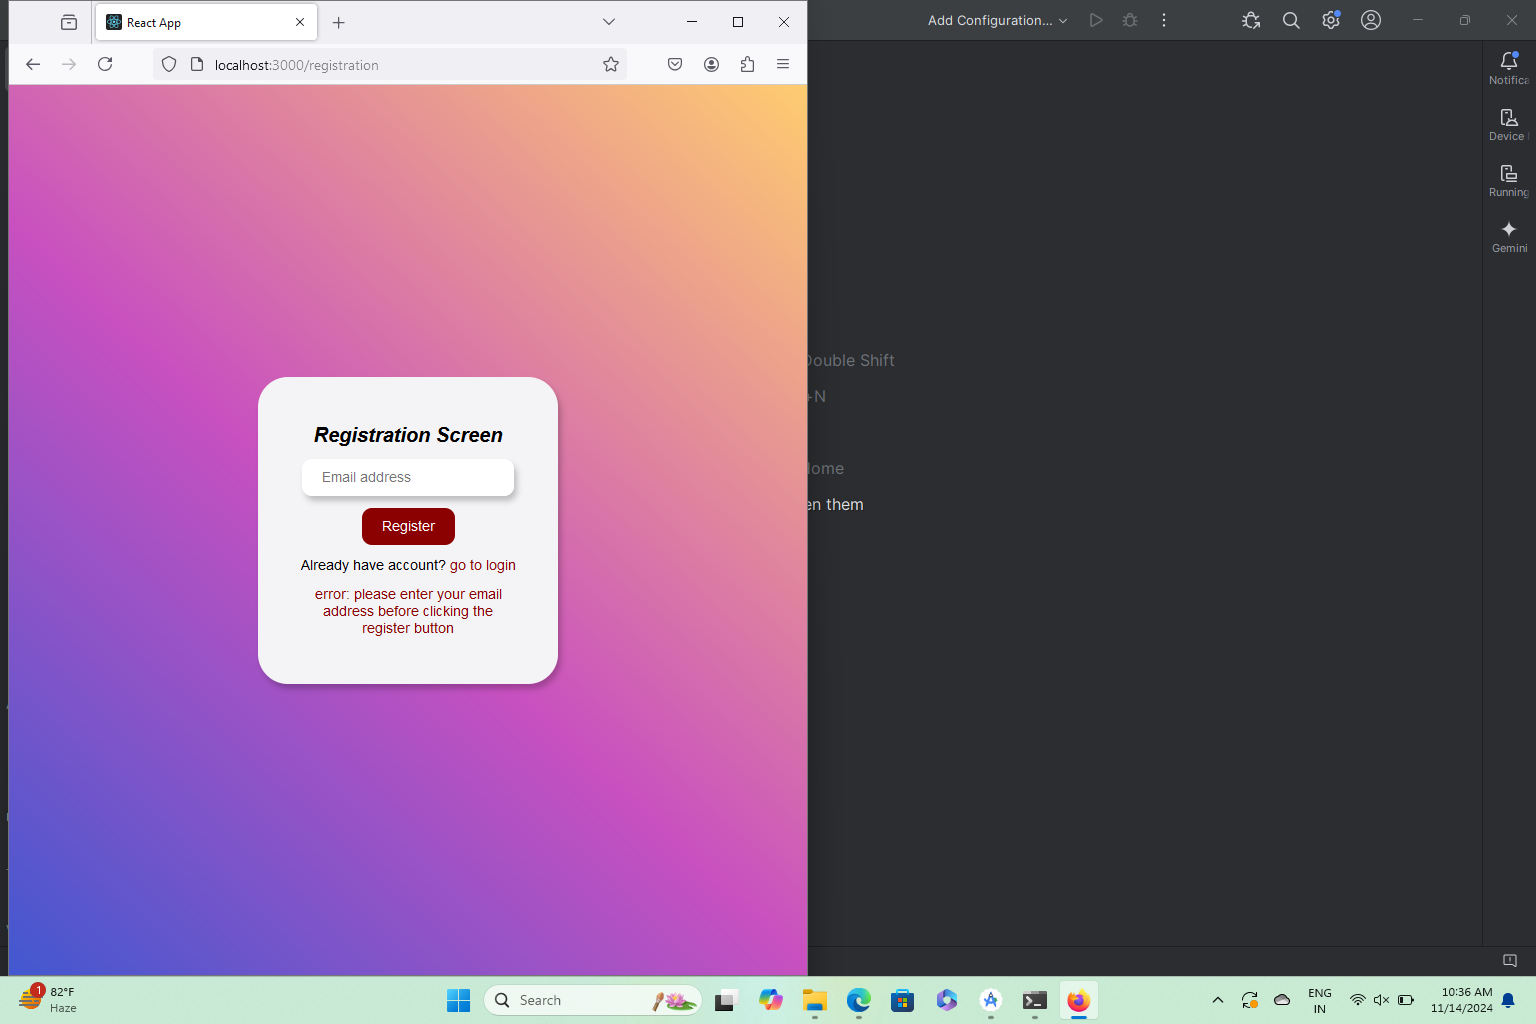 React App
localhost:3000/registration
Add Configuration...
Notifica
Device
Running
Gemini
Double Shift
+N
Home
en them
Registration Screen
Email address
Register
Already have account? go to login
error: please enter your email
address before clicking the
register button
1
82°F
Haze
Search
ENG
IN
10:36 AM
11/14/2024